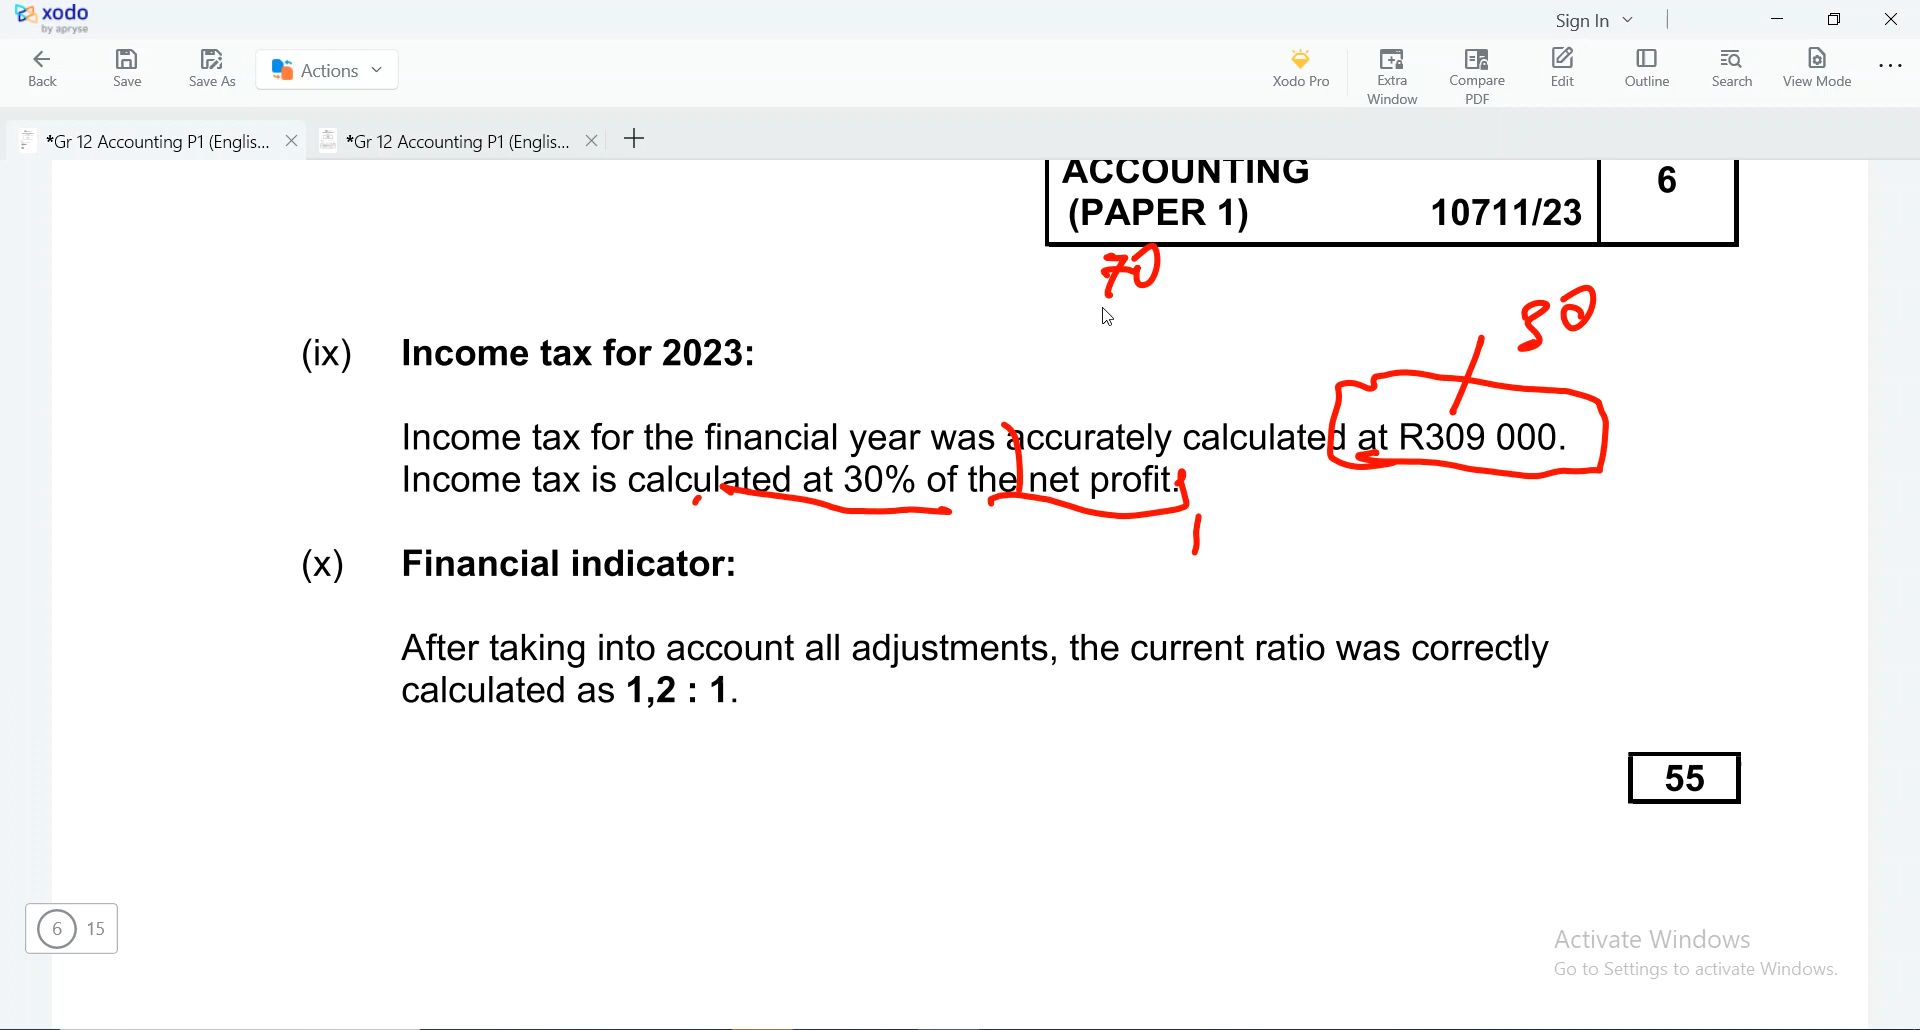 xodo
by apryse
Sign In
Back
Save
Save As
Actions
Xodo Pro
Extra Window
Compare PDF
Edit
Outline
Search
View Mode
*Gr 12 Accounting P1 (Englis...
*Gr 12 Accounting P1 (Englis...
ACCOUNTING
(PAPER 1) 10711/23
6
70
30
(ix) Income tax for 2023:
Income tax for the financial year was accurately calculated at R309 000.
Income tax is calculated at 30% of the net profit.
(x) Financial indicator:
After taking into account all adjustments, the current ratio was correctly
calculated as 1,2 : 1.
55
6 15
Activate Windows
Go to Settings to activate Windows.